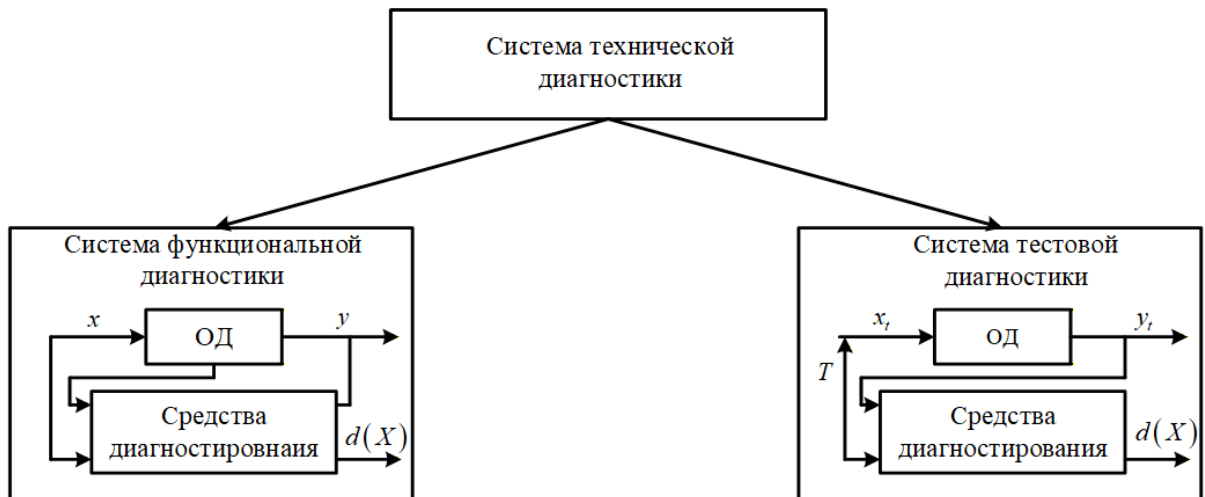 Система технической
диагностики
Система функциональной
диагностики
x
ОД
y
Средства
диагностировнаия
d(X)
Система тестовой
диагностики
x_t
ОД
y_t
T
Средства
диагностирования
d(X)